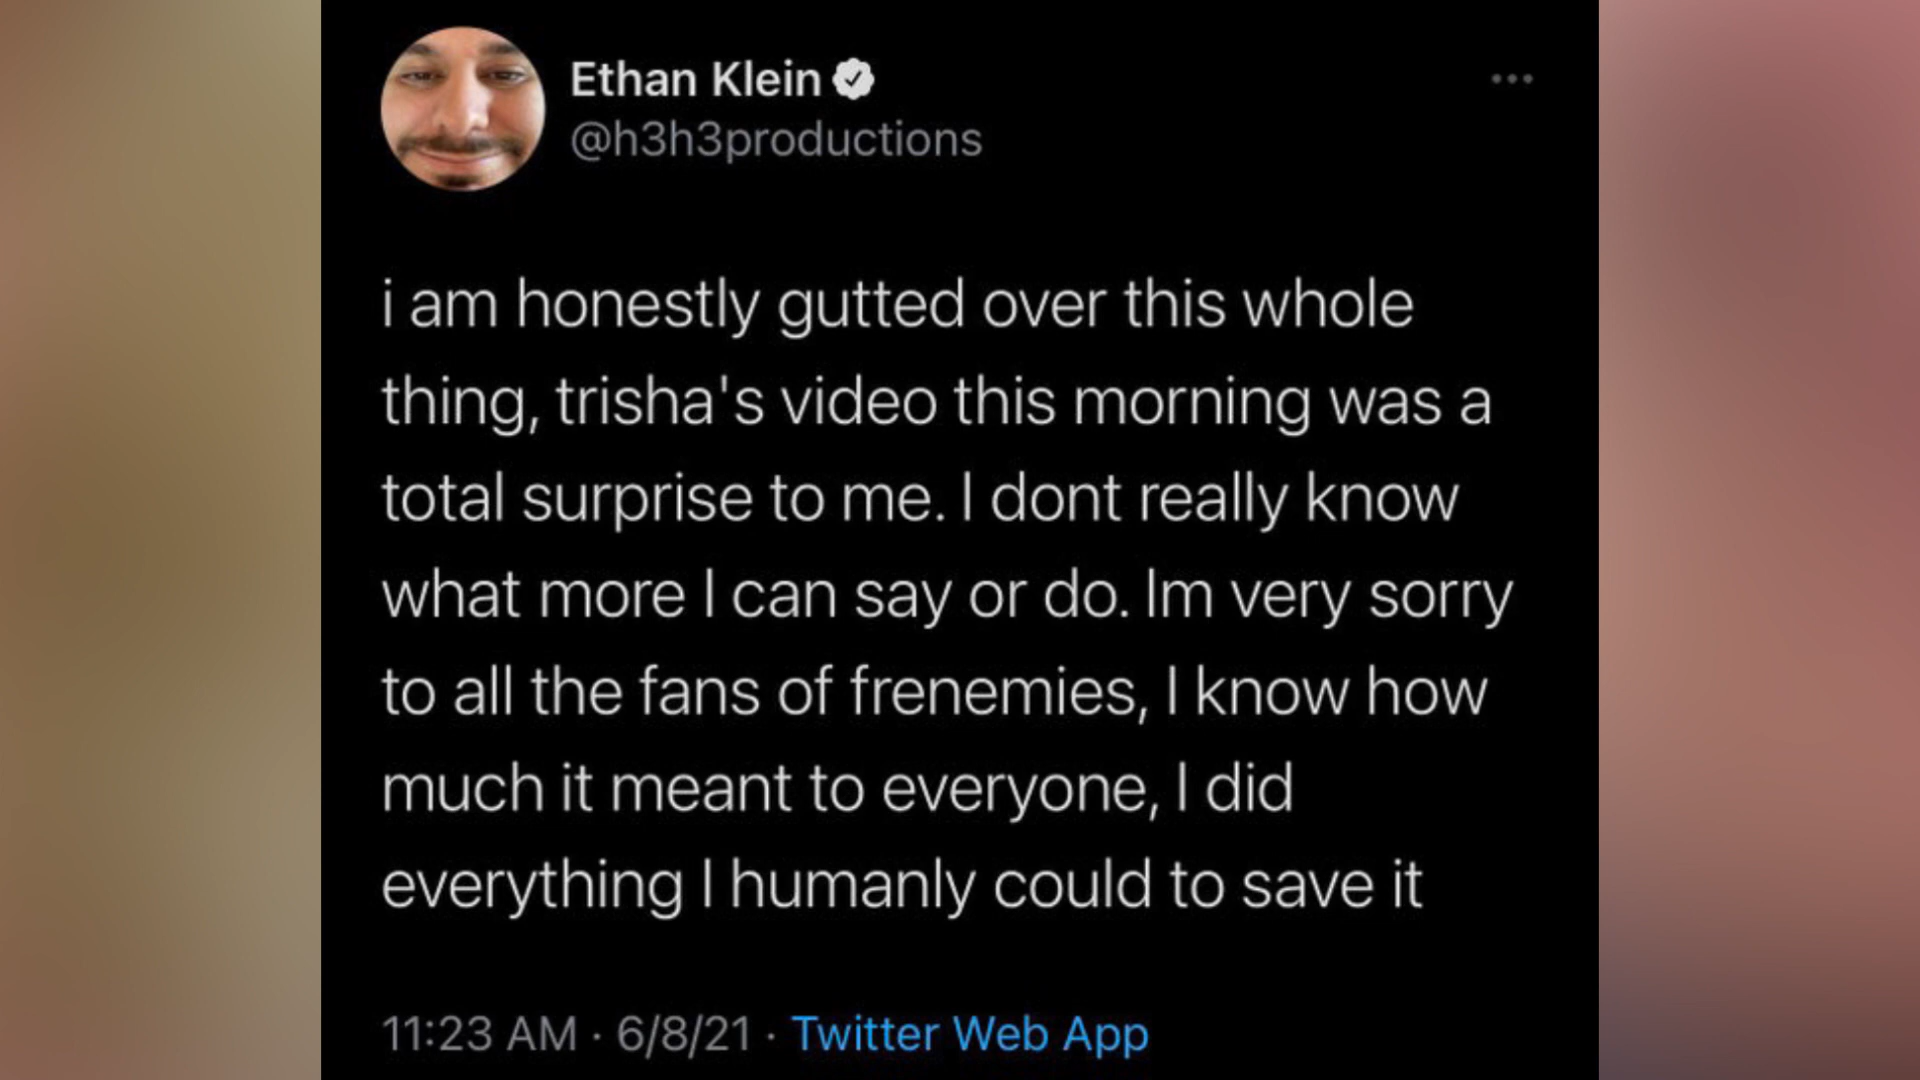 Ethan Klein
@h3h3productions
i am honestly gutted over this whole
thing, trisha's video this morning was a
total surprise to me. I dont really know
what more I can say or do. Im very sorry
to all the fans of frenemies, I know how
much it meant to everyone, I did
everything I humanly could to save it
11:23 AM · 6/8/21 · Twitter Web App